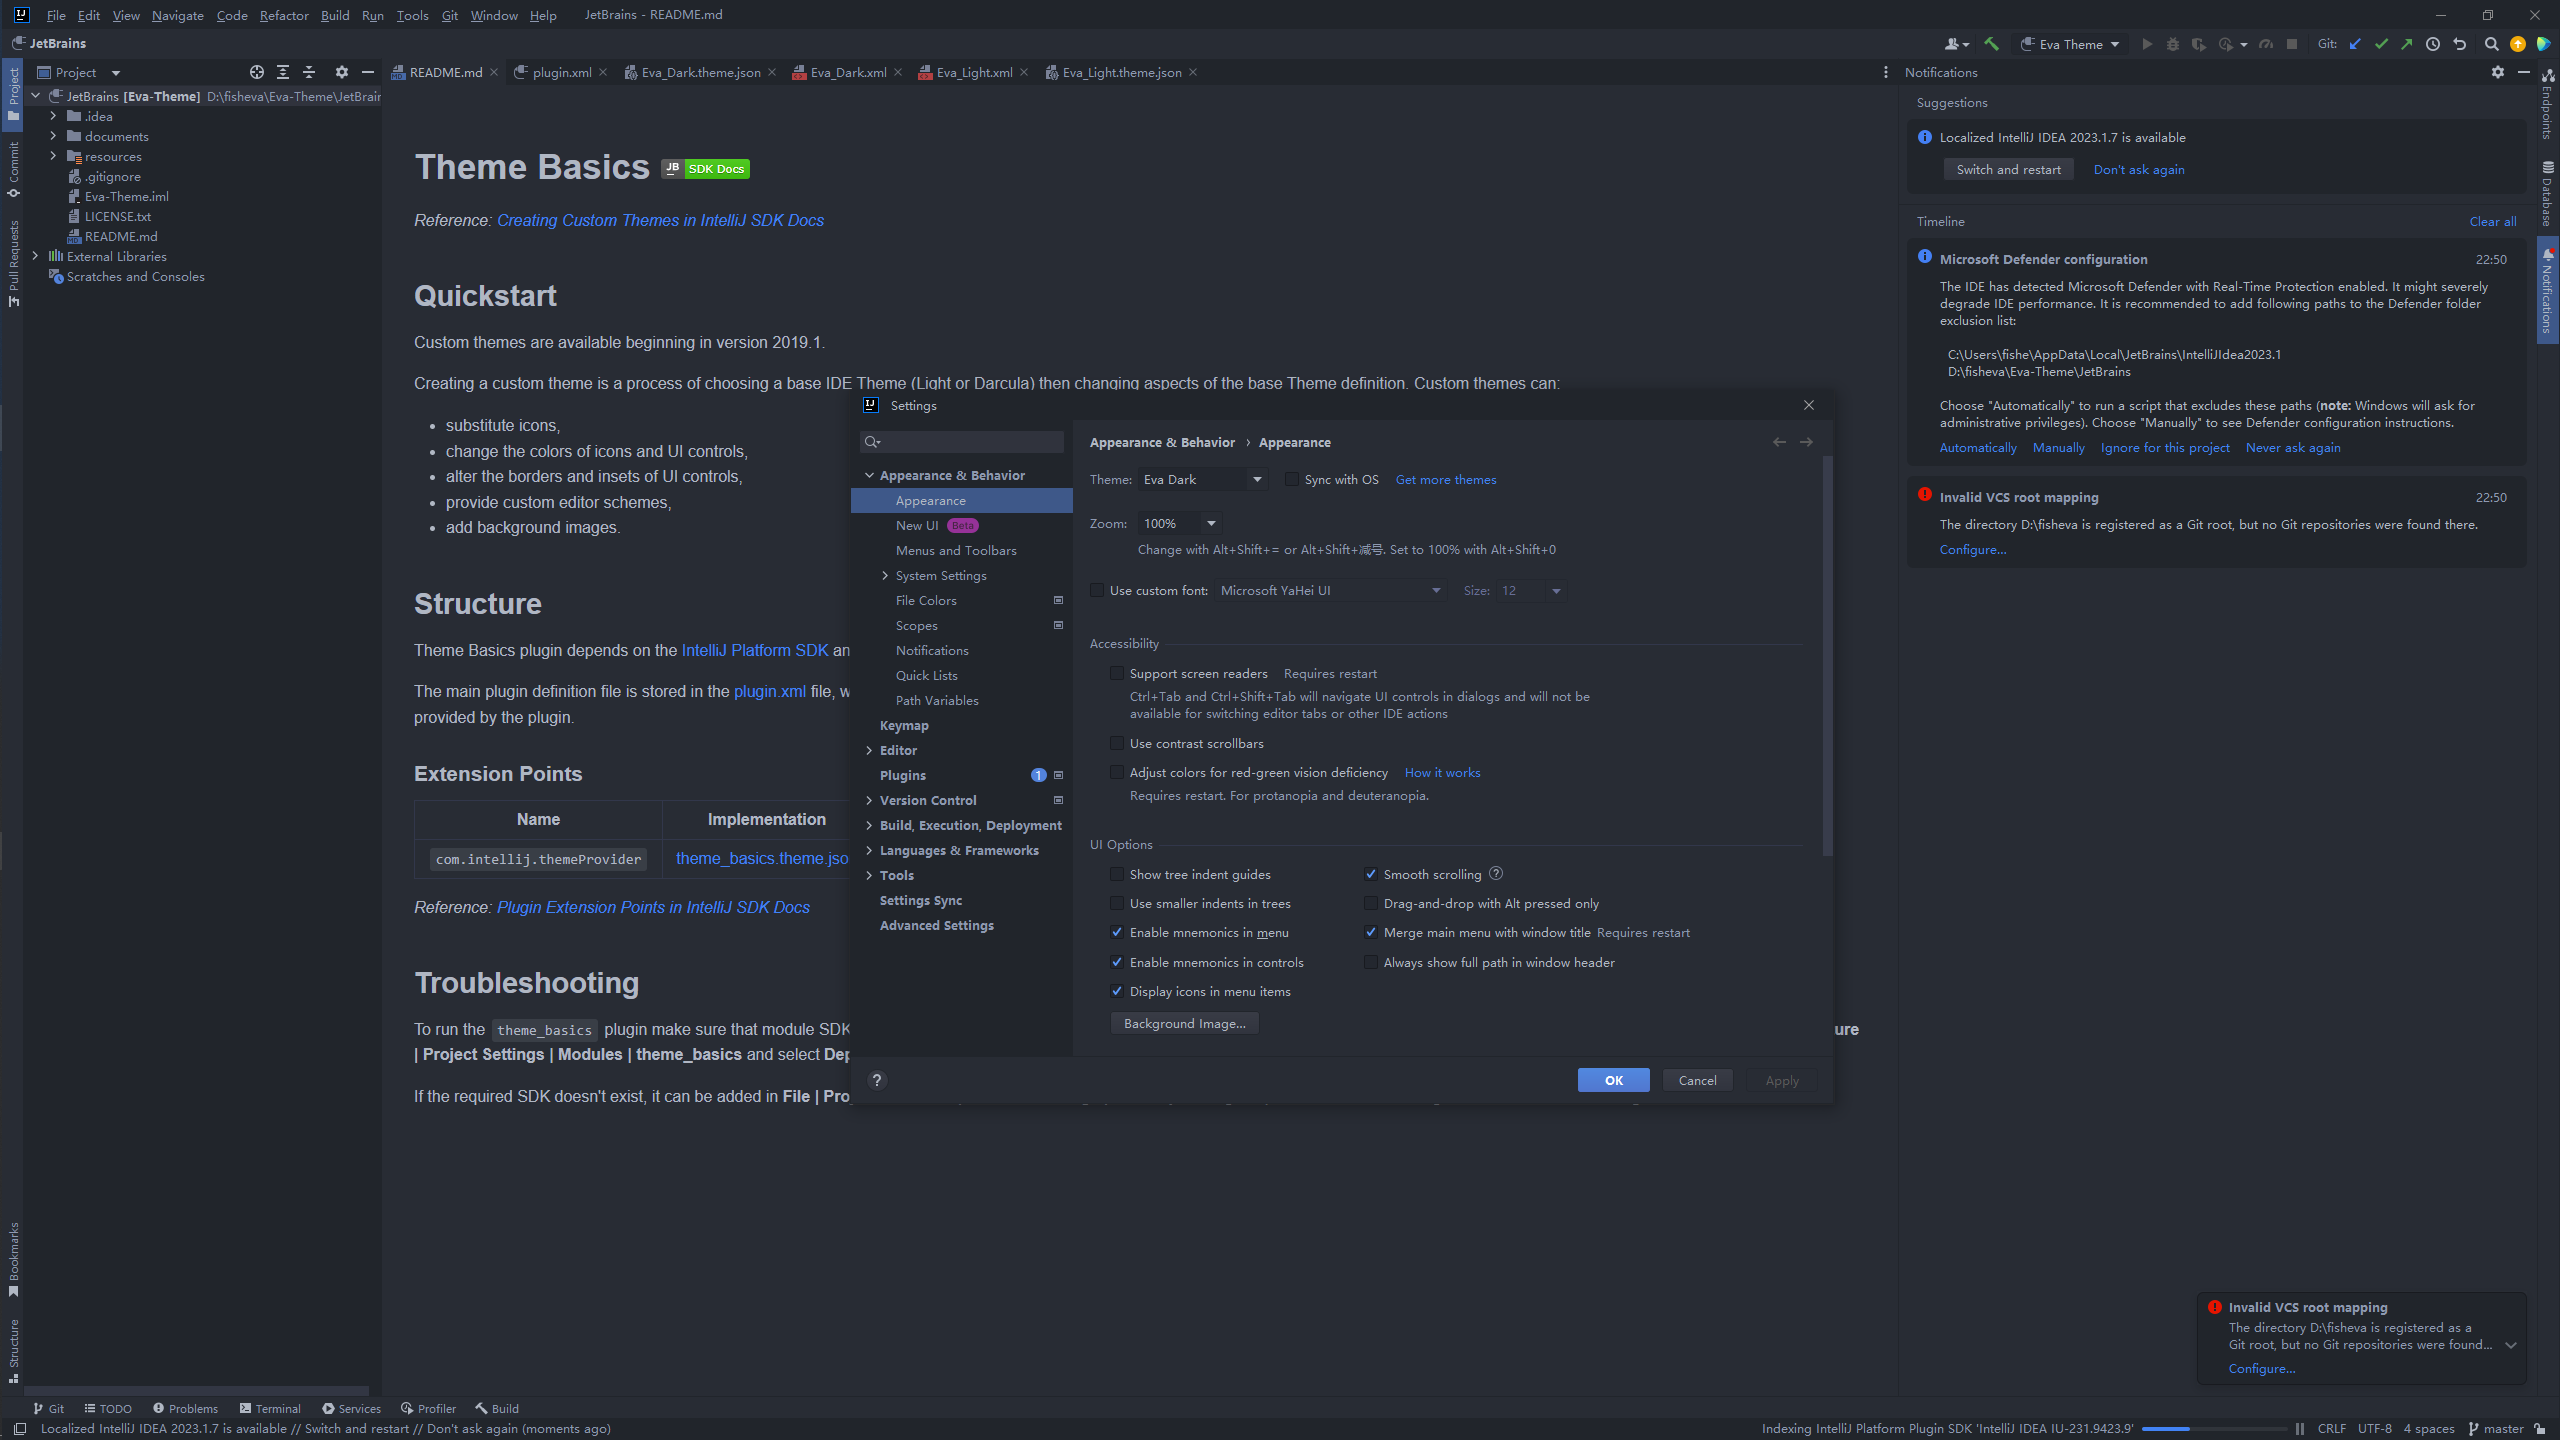 File Edit View Navigate Code Refactor Build Run Tools Git Window Help JetBrains - README.md
JetBrains
Eva Theme
Git:
Project
README.md
plugin.xml
Eva_Dark.theme.json
Eva_Dark.xml
Eva_Light.xml
Eva_Light.theme.json
Notifications
Project
Commit
Pull Requests
Bookmarks
Structure
JetBrains [Eva-Theme] D:\fisheva\Eva-Theme\JetBrain
.idea
documents
resources
.gitignore
Eva-Theme.iml
LICENSE.txt
README.md
External Libraries
Scratches and Consoles
Theme Basics JB SDK Docs
Reference: Creating Custom Themes in IntelliJ SDK Docs
Quickstart
Custom themes are available beginning in version 2019.1.
Creating a custom theme is a process of choosing a base IDE Theme (Light or Darcula) then changing aspects of the base Theme definition. Custom themes can:
• substitute icons,
• change the colors of icons and UI controls,
• alter the borders and insets of UI controls,
• provide custom editor schemes,
• add background images.
Structure
Theme Basics plugin depends on the IntelliJ Platform SDK an
The main plugin definition file is stored in the plugin.xml file, w
provided by the plugin.
Extension Points
Name Implementation
com.intellij.themeProvider theme_basics.theme.jso
Reference: Plugin Extension Points in IntelliJ SDK Docs
Troubleshooting
To run the theme_basics plugin make sure that module SDK
ure
| Project Settings | Modules | theme_basics and select Dep
If the required SDK doesn't exist, it can be added in File | Pro
Settings
Appearance & Behavior
Appearance
New UI Beta
Menus and Toolbars
System Settings
File Colors
Scopes
Notifications
Quick Lists
Path Variables
Keymap
Editor
Plugins 1
Version Control
Build, Execution, Deployment
Languages & Frameworks
Tools
Settings Sync
Advanced Settings
Appearance & Behavior › Appearance
Theme: Eva Dark Sync with OS Get more themes
Zoom: 100%
Change with Alt+Shift+= or Alt+Shift+减号. Set to 100% with Alt+Shift+0
Use custom font: Microsoft YaHei UI Size: 12
Accessibility
Support screen readers Requires restart
Ctrl+Tab and Ctrl+Shift+Tab will navigate UI controls in dialogs and will not be
available for switching editor tabs or other IDE actions
Use contrast scrollbars
Adjust colors for red-green vision deficiency How it works
Requires restart. For protanopia and deuteranopia.
UI Options
Show tree indent guides Smooth scrolling ?
Use smaller indents in trees Drag-and-drop with Alt pressed only
Enable mnemonics in menu Merge main menu with window title Requires restart
Enable mnemonics in controls Always show full path in window header
Display icons in menu items
Background Image...
?
OK Cancel Apply
Suggestions
Localized IntelliJ IDEA 2023.1.7 is available
Switch and restart Don't ask again
Timeline Clear all
Microsoft Defender configuration 22:50
The IDE has detected Microsoft Defender with Real-Time Protection enabled. It might severely
degrade IDE performance. It is recommended to add following paths to the Defender folder
exclusion list:
C:\Users\fishe\AppData\Local\JetBrains\IntelliJIdea2023.1
D:\fisheva\Eva-Theme\JetBrains
Choose "Automatically" to run a script that excludes these paths (note: Windows will ask for
administrative privileges). Choose "Manually" to see Defender configuration instructions.
Automatically Manually Ignore for this project Never ask again
Invalid VCS root mapping 22:50
The directory D:\fisheva is registered as a Git root, but no Git repositories were found there.
Configure...
Endpoints
Database
Notifications
Invalid VCS root mapping
The directory D:\fisheva is registered as a
Git root, but no Git repositories were found...
Configure...
Git TODO Problems Terminal Services Profiler Build
Localized IntelliJ IDEA 2023.1.7 is available // Switch and restart // Don't ask again (moments ago)
Indexing IntelliJ Platform Plugin SDK 'IntelliJ IDEA IU-231.9423.9' CRLF UTF-8 4 spaces master